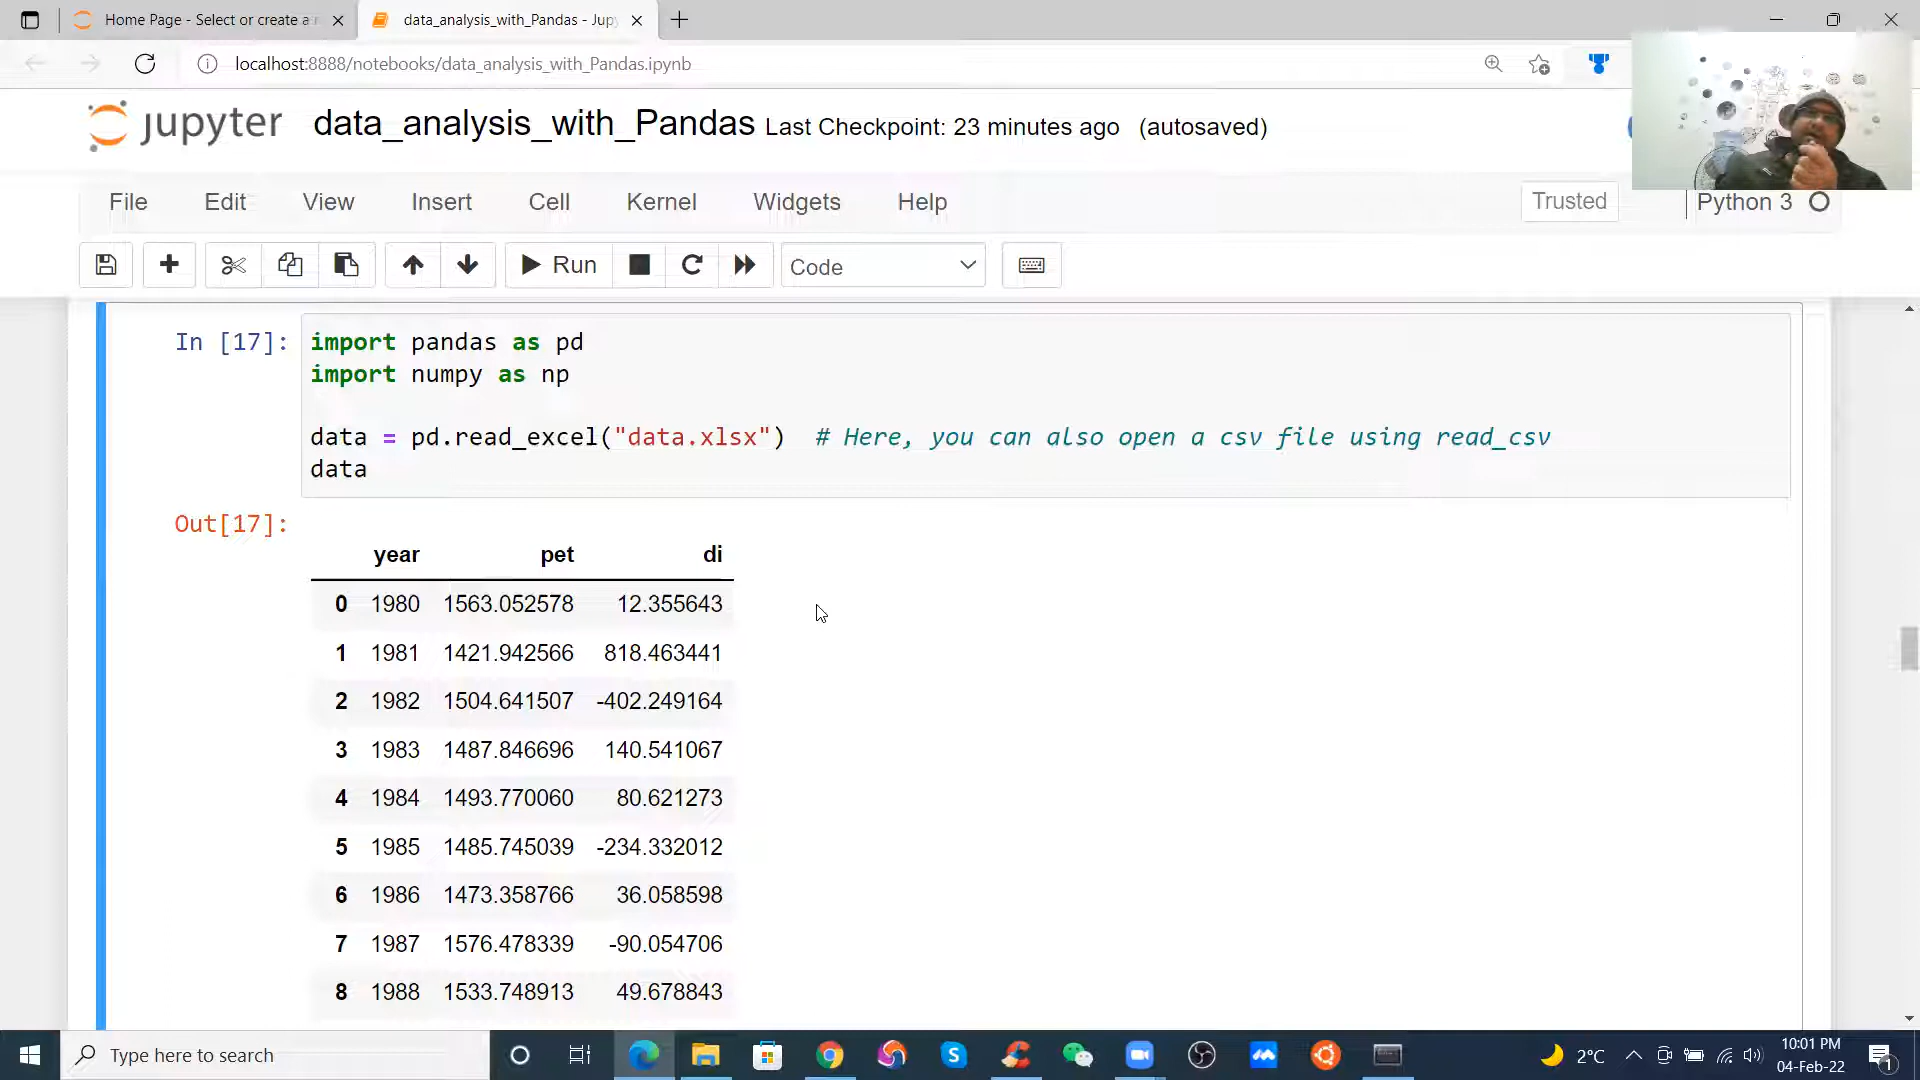 Home Page - Select or create a n
data_analysis_with_Pandas - Jup
localhost:8888/notebooks/data_analysis_with_Pandas.ipynb
jupyter data_analysis_with_Pandas Last Checkpoint: 23 minutes ago (autosaved)
File Edit View Insert Cell Kernel Widgets Help Trusted Python 3
Run Code
In [17]: import pandas as pd
import numpy as np
data = pd.read_excel("data.xlsx") # Here, you can also open a csv file using read_csv
data
Out[17]:
year pet di
0 1980 1563.052578 12.355643
1 1981 1421.942566 818.463441
2 1982 1504.641507 -402.249164
3 1983 1487.846696 140.541067
4 1984 1493.770060 80.621273
5 1985 1485.745039 -234.332012
6 1986 1473.358766 36.058598
7 1987 1576.478339 -90.054706
8 1988 1533.748913 49.678843
Type here to search
2°C
10:01 PM
04-Feb-22
1